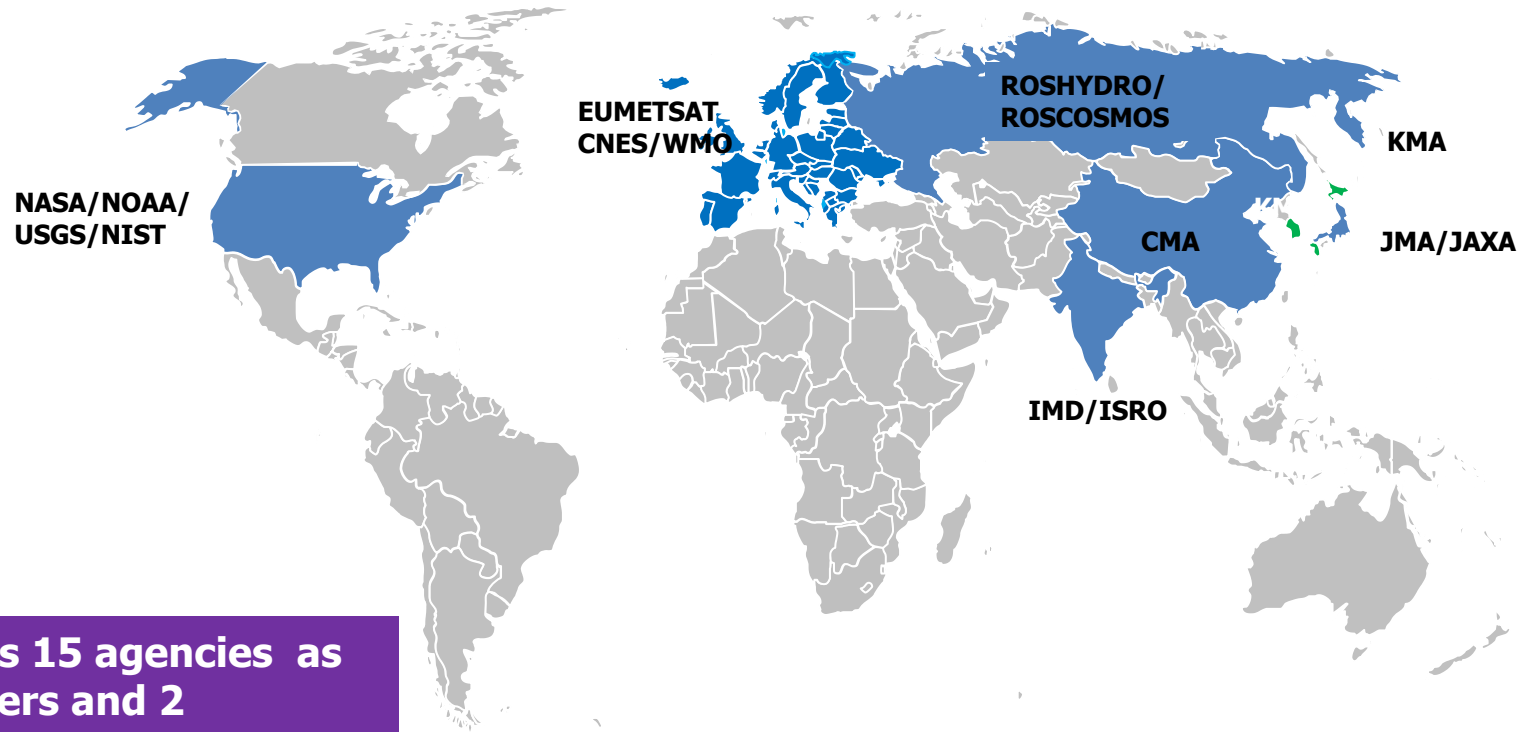 ROSHYDRO/
ROSCOSMOS
EUMETSAT
CNES/WMO
KMA
NASA/NOAA/
USGS/NIST
CMA
JMA/JAXA
IMD/ISRO
s 15 agencies as
ers and 2